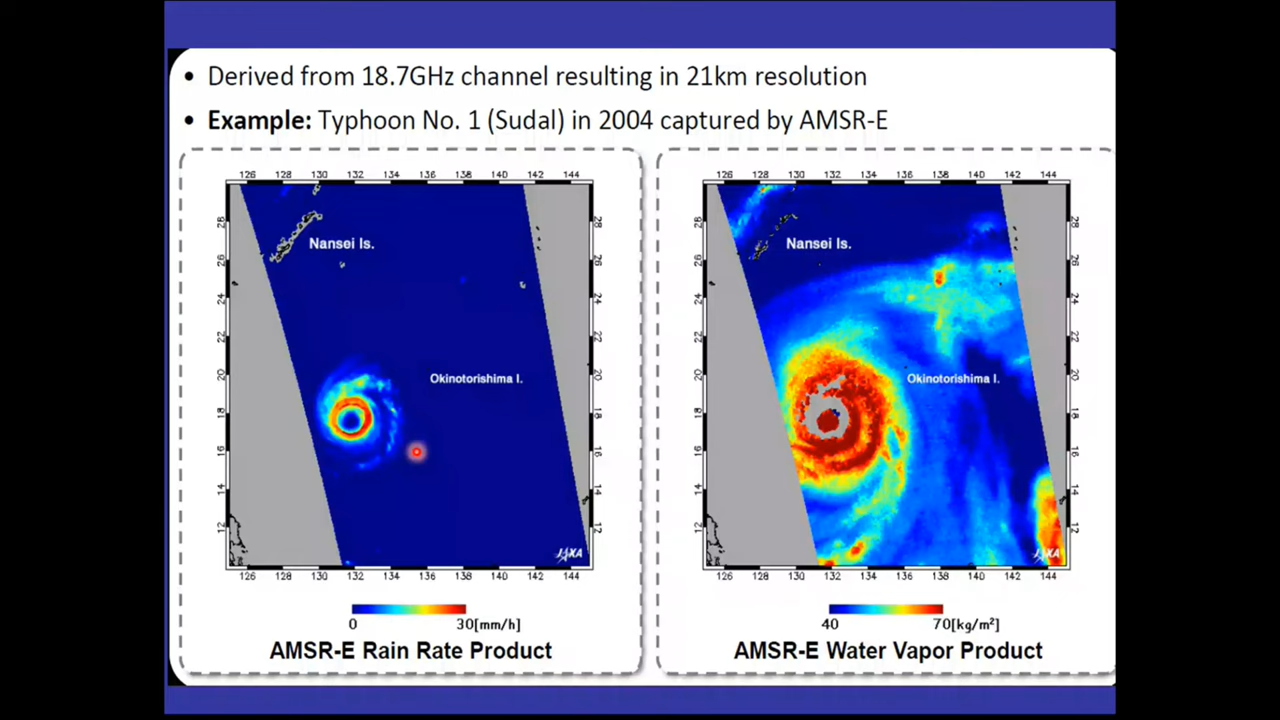 • Derived from 18.7GHz channel resulting in 21km resolution
• Example: Typhoon No. 1 (Sudal) in 2004 captured by AMSR-E
126 128 130 132 134 136 138 140 142 144
28
26
24
22
20
18
16
14
12
Nansei Is.
Okinotorishima I.
JAXA
126 128 130 132 134 136 138 140 142 144
0 30[mm/h]
AMSR-E Rain Rate Product
126 128 130 132 134 136 138 140 142 144
28
26
24
22
20
18
16
14
12
Nansei Is.
Okinotorishima I.
JAXA
126 128 130 132 134 136 138 140 142 144
40 70[kg/m²]
AMSR-E Water Vapor Product